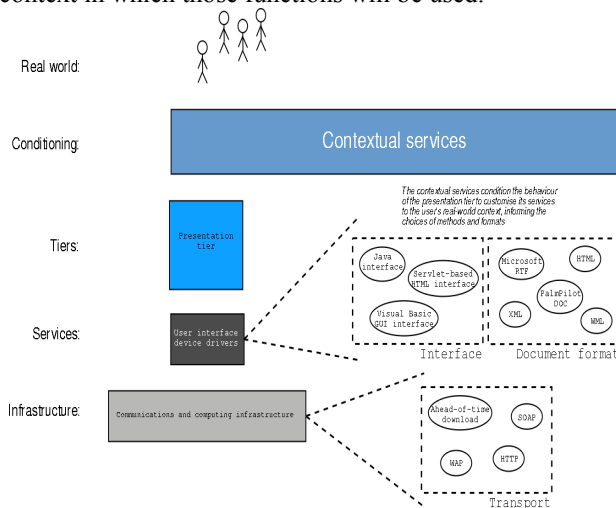 context in which those functions will be used.
Real world:
Conditioning:
Contextual services
The contextual services condition the behaviour
of the presentation tier to customise its services
to the user's real-world context, informing the
choices of methods and formats
Tiers:
Presentation
tier
Java
interface
Servlet-based
HTML interface
Visual Basic
GUI interface
Interface
Microsoft
RTF
HTML
PalmPilot
DOC
XML
WML
Document format
Services:
User interface
device drivers
Infrastructure:
Communications and computing infrastructure
Ahead-of-time
download
SOAP
WAP
HTTP
Transport